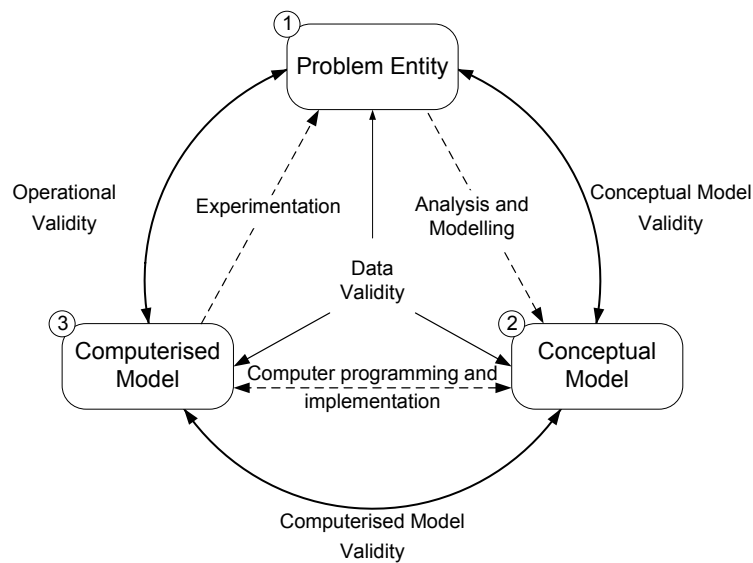 1
Problem Entity
Operational
Validity
Experimentation
Analysis and
Modelling
Conceptual Model
Validity
Data
Validity
3
Computerised
Model
2
Conceptual
Model
Computer programming and
implementation
Computerised Model
Validity